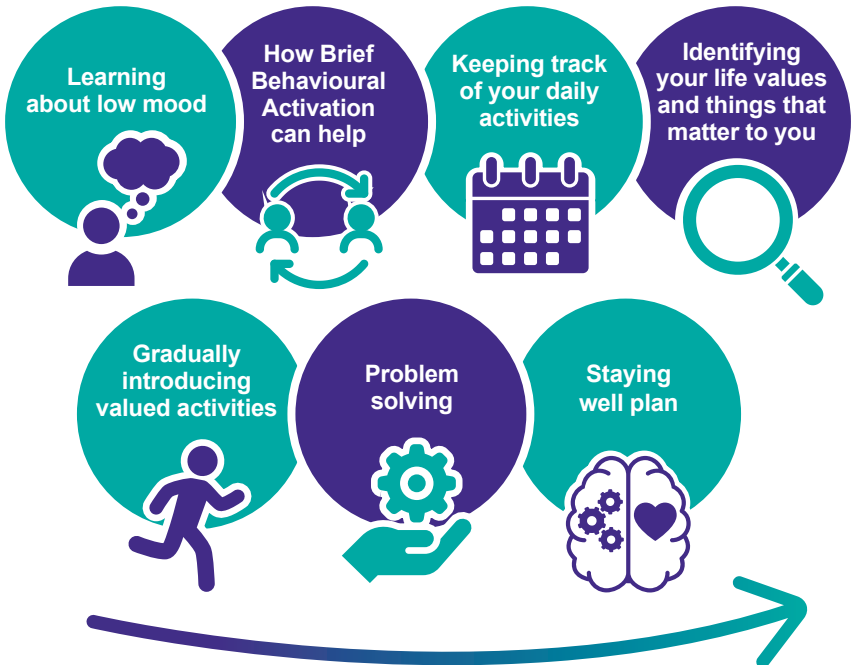 Learning
about low mood
How Brief
Behavioural
Activation
can help
Keeping track
of your daily
activities
Identifying
your life values
and things that
matter to you
Gradually
introducing
valued activities
Problem
solving
Staying
well plan